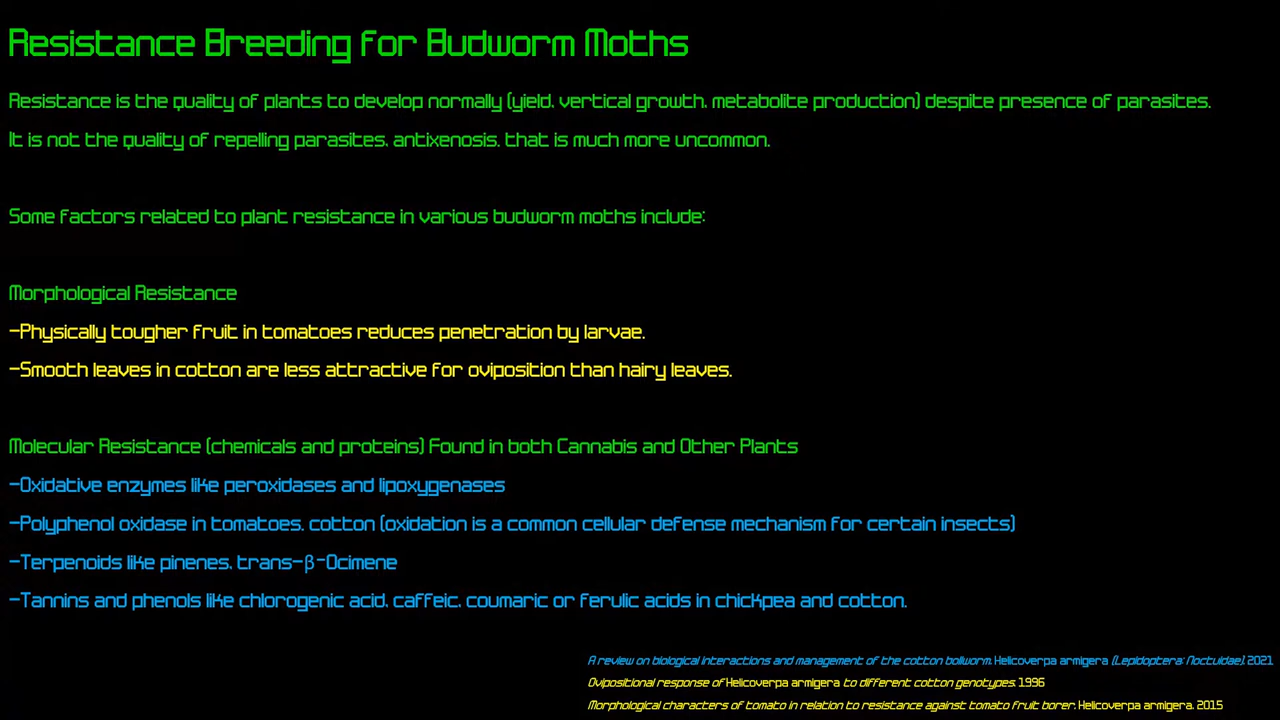 Resistance Breeding for Budworm Moths
Resistance is the quality of plants to develop normally (yield, vertical growth, metabolite production) despite presence of parasites.
It is not the quality of repelling parasites, antixenosis, that is much more uncommon.
Some factors related to plant resistance in various budworm moths include:
Morphological Resistance
-Physically tougher fruit in tomatoes reduces penetration by larvae.
-Smooth leaves in cotton are less attractive for oviposition than hairy leaves.
Molecular Resistance (chemicals and proteins) Found in both Cannabis and Other Plants
-Oxidative enzymes like peroxidases and lipoxygenases
-Polyphenol oxidase in tomatoes, cotton (oxidation is a common cellular defense mechanism for certain insects)
-Terpenoids like pinenes, trans-β-Ocimene
-Tannins and phenols like chlorogenic acid, caffeic, coumaric or ferulic acids in chickpea and cotton.
A review on biological interactions and management of the cotton bollworm, Helicoverpa armigera (Lepidoptera: Noctuidae). 2021
Ovipositional response of Helicoverpa armigera to different cotton genotypes. 1996
Morphological characters of tomato in relation to resistance against tomato fruit borer, Helicoverpa armigera. 2015